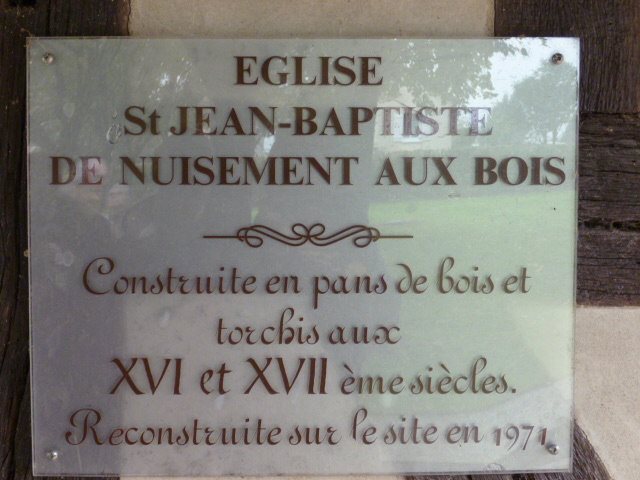 EGLISE
St JEAN-BAPTISTE
DE NUISEMENT AUX BOIS
Construite en pans de bois et
torchis aux
XVI et XVII ème siècles.
Reconstruite sur le site en 1971